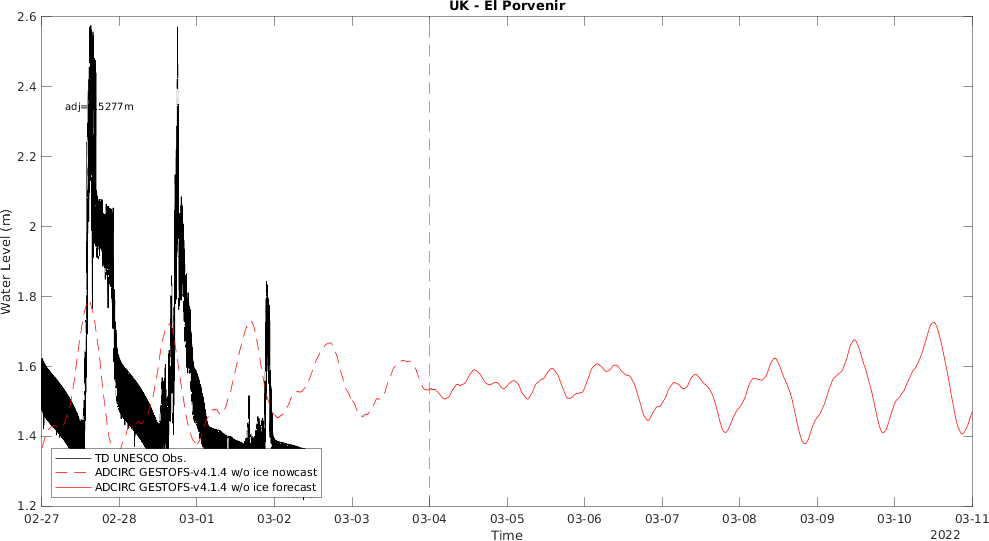 UK - El Porvenir
2.6
2.4
adj= .5277m
2.2
2
1.8
1.6
1.4
1.2
Water Level (m)
TD UNESCO Obs.
ADCIRC GESTOFS-v4.1.4 w/o ice nowcast
ADCIRC GESTOFS-v4.1.4 w/o ice forecast
02-27 02-28 03-01 03-02 03-03 03-04 03-05 03-06 03-07 03-08 03-09 03-10 03-11
Time
2022